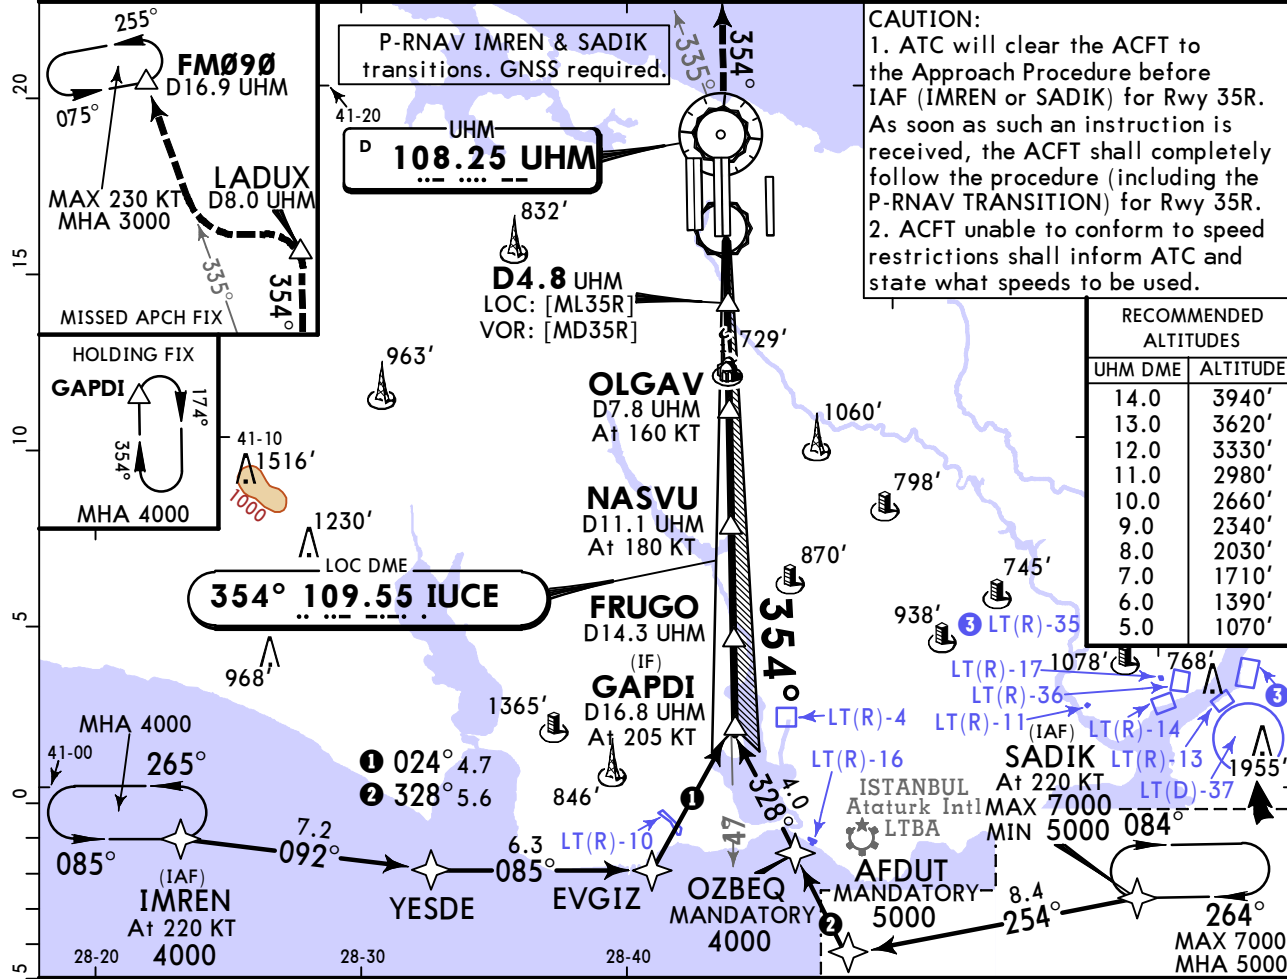 255°
FMØ9Ø
D16.9 UHM
075°
MAX 230 KT
MHA 3000
LADUX
D8.0 UHM
335°
354°
MISSED APCH FIX
HOLDING FIX
GAPDI
174°
354°
MHA 4000
20
15
10
5
0
5
P-RNAV IMREN & SADIK
transitions. GNSS required.
41-20
335°
354°
UHM
D 108.25 UHM
CAUTION:
1. ATC will clear the ACFT to
the Approach Procedure before
IAF (IMREN or SADIK) for Rwy 35R.
As soon as such an instruction is
received, the ACFT shall completely
follow the procedure (including the
P-RNAV TRANSITION) for Rwy 35R.
2. ACFT unable to conform to speed
restrictions shall inform ATC and
state what speeds to be used.
RECOMMENDED
ALTITUDES
UHM DME ALTITUDE
14.0 3940'
13.0 3620'
12.0 3330'
11.0 2980'
10.0 2660'
9.0 2340'
8.0 2030'
7.0 1710'
6.0 1390'
5.0 1070'
832'
D4.8 UHM
LOC: [ML35R]
VOR: [MD35R]
729'
963'
OLGAV
D7.8 UHM
At 160 KT
1060'
41-10
1516'
1000
NASVU
D11.1 UHM
At 180 KT
798'
1230'
870'
LOC DME
354° 109.55 IUCE
745'
FRUGO
D14.3 UHM
354°
938'
3 LT(R)-35
968'
(IF)
GAPDI
D16.8 UHM
At 205 KT
1365'
846'
1078'
768'
LT(R)-17
LT(R)-36
LT(R)-11
LT(R)-14
LT(R)-13
LT(D)-37
3
1955'
LT(R)-4
LT(R)-16
LT(R)-10
MHA 4000
41-00
265°
085°
1 024° 4.7
2 328° 5.6
7.2
092°
6.3
085°
1
47
328°
4.0
ISTANBUL
Ataturk Intl
LTBA
(IAF)
SADIK
At 220 KT
MAX 7000
MIN 5000
084°
264°
MAX 7000
MHA 5000
(IAF)
IMREN
At 220 KT
4000
YESDE
EVGIZ
OZBEQ
MANDATORY
4000
AFDUT
MANDATORY
5000
2
8.4
254°
28-20
28-30
28-40